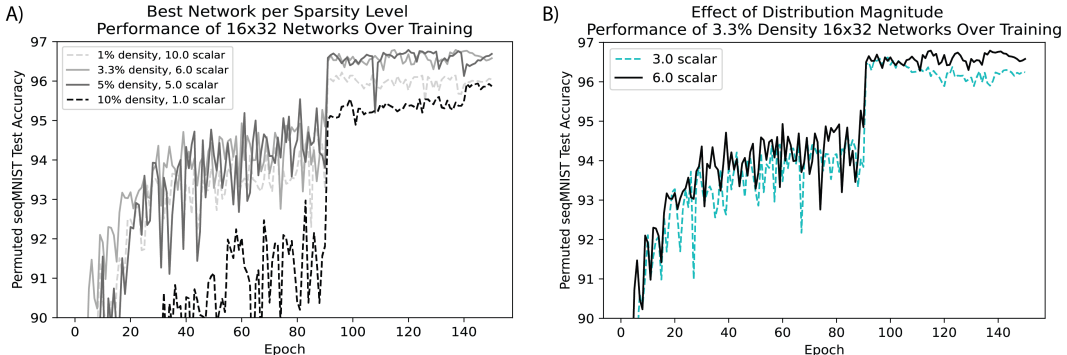 A)
Best Network per Sparsity Level
Performance of 16x32 Networks Over Training
Permuted seqMNIST Test Accuracy
97
96
95
94
93
92
91
90
1% density, 10.0 scalar
3.3% density, 6.0 scalar
5% density, 5.0 scalar
10% density, 1.0 scalar
0 20 40 60 80 100 120 140
Epoch
B)
Effect of Distribution Magnitude
Performance of 3.3% Density 16x32 Networks Over Training
Permuted seqMNIST Test Accuracy
97
96
95
94
93
92
91
90
3.0 scalar
6.0 scalar
0 20 40 60 80 100 120 140
Epoch